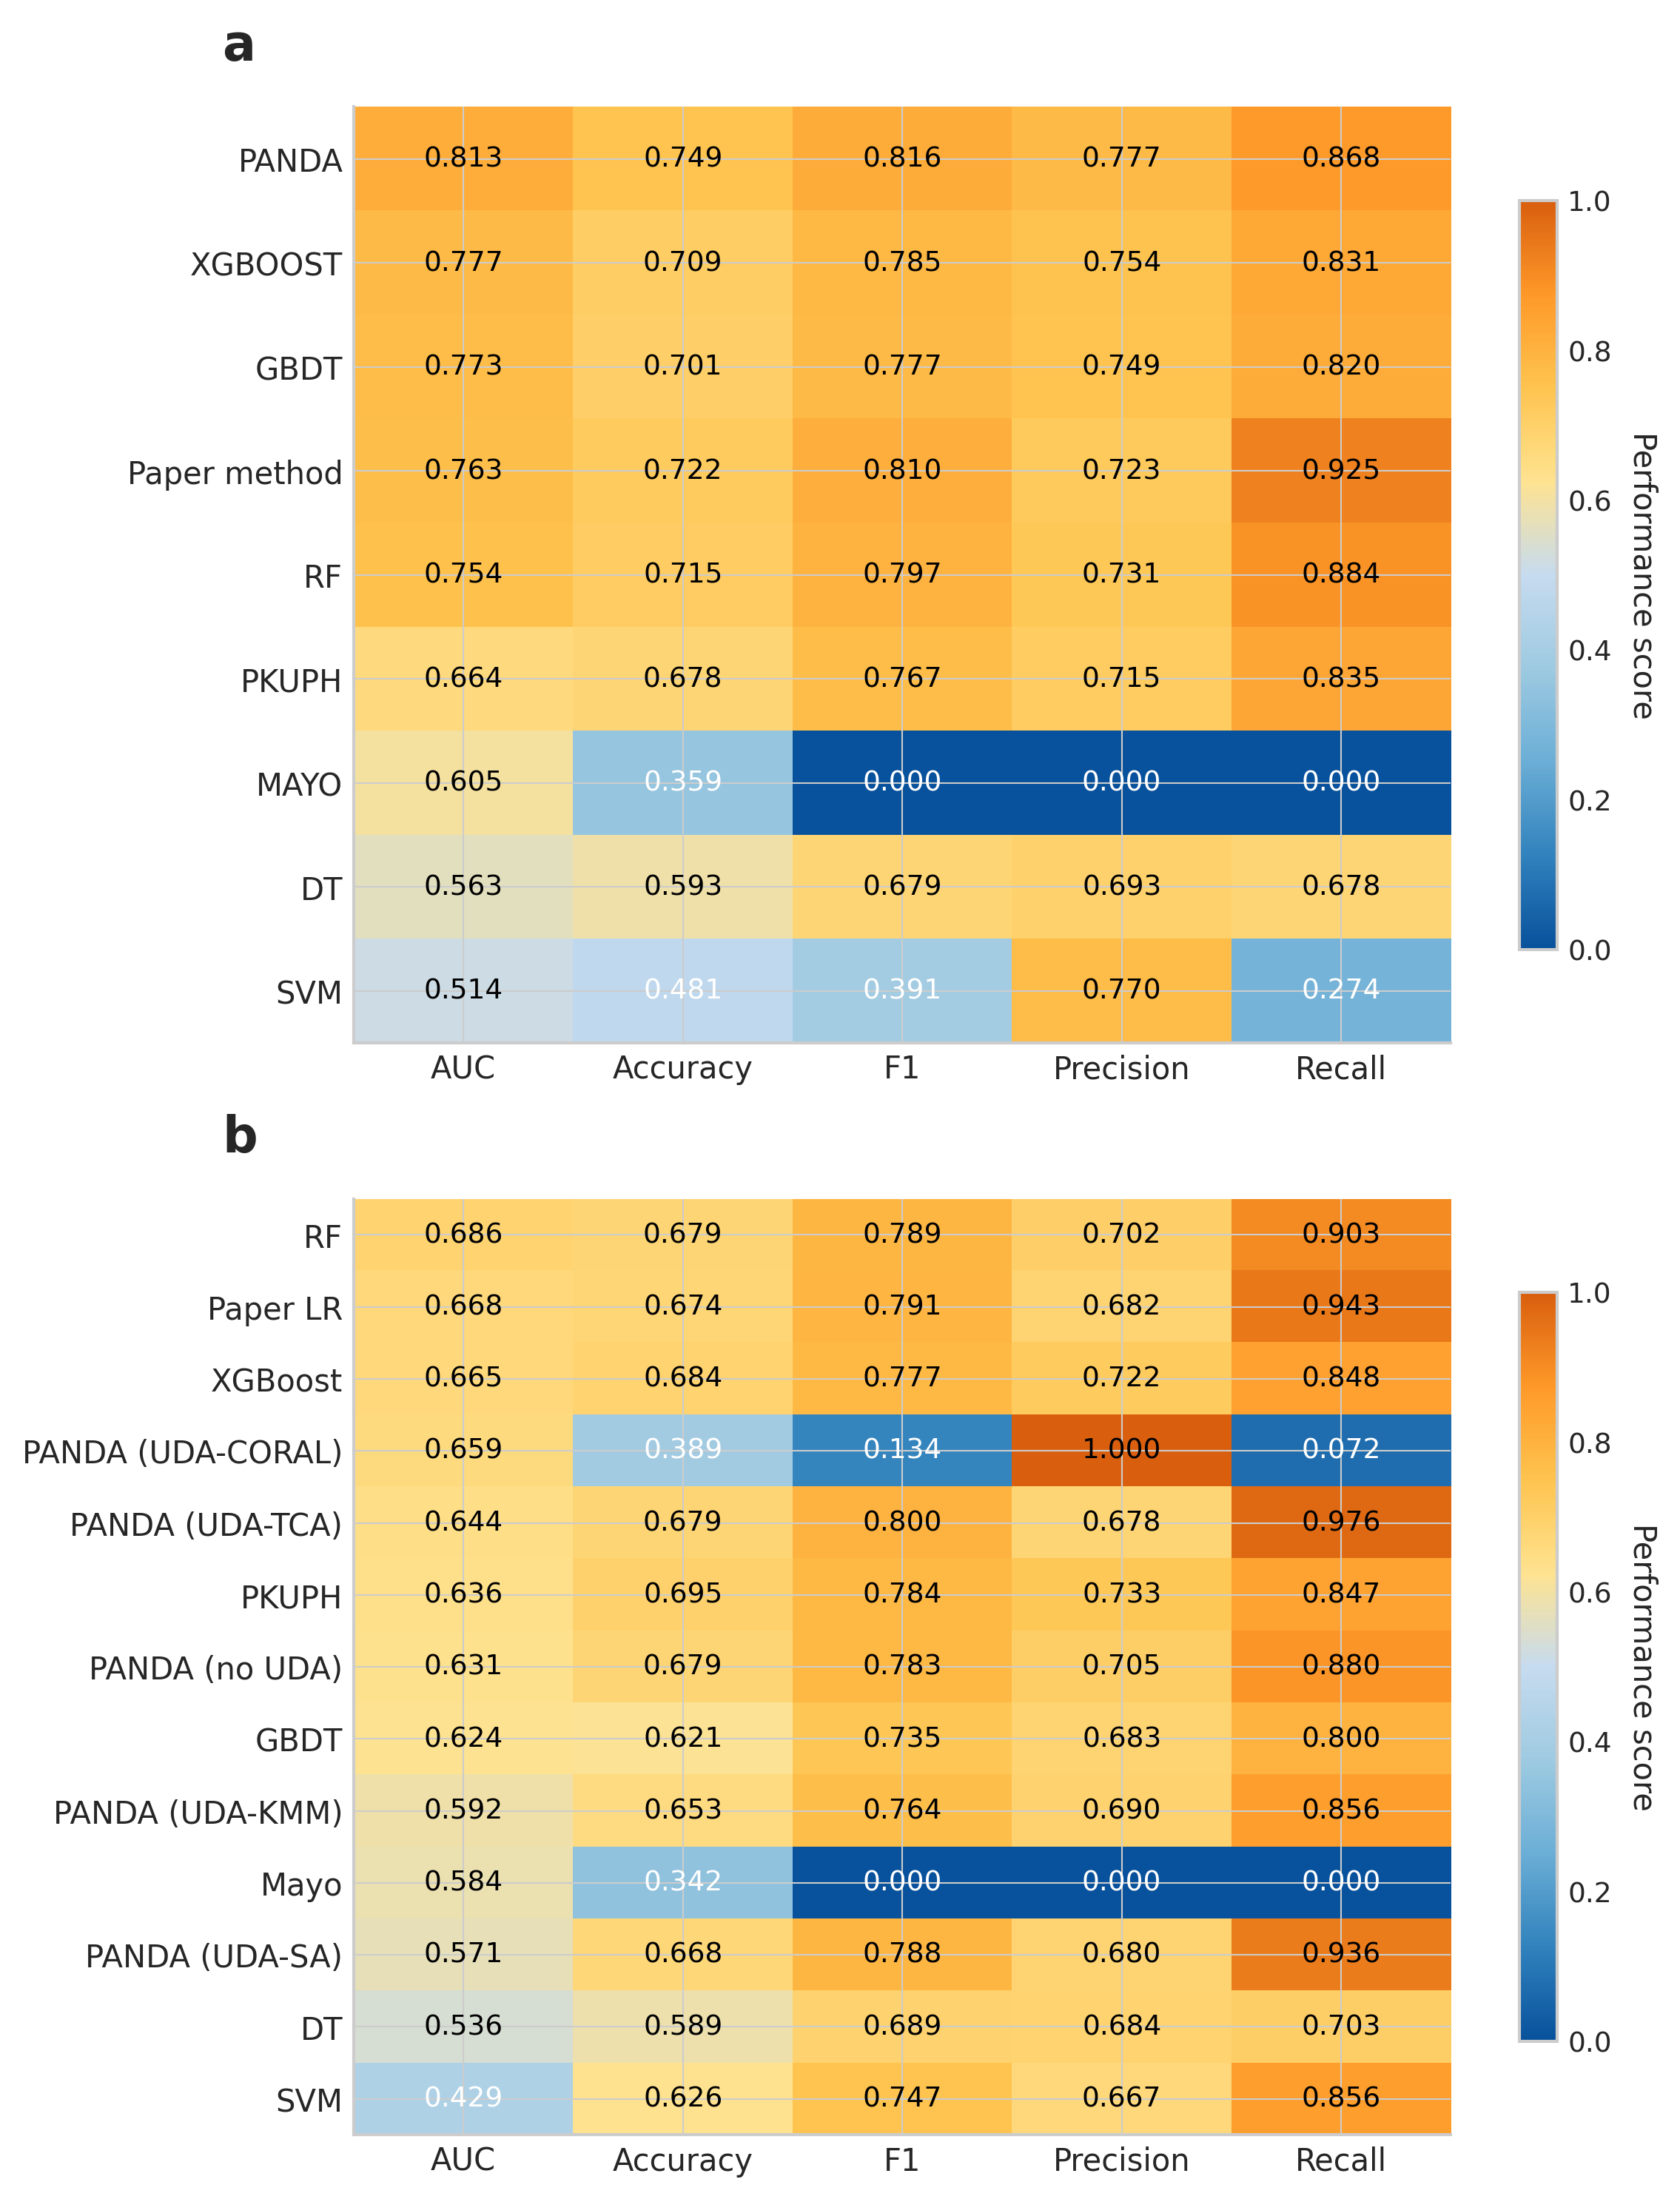 a
PANDA 0.813 0.749 0.816 0.777 0.868
XGBOOST 0.777 0.709 0.785 0.754 0.831
GBDT 0.773 0.701 0.777 0.749 0.820
Paper method 0.763 0.722 0.810 0.723 0.925
RF 0.754 0.715 0.797 0.731 0.884
PKUPH 0.664 0.678 0.767 0.715 0.835
MAYO 0.605 0.359 0.000 0.000 0.000
DT 0.563 0.593 0.679 0.693 0.678
SVM 0.514 0.481 0.391 0.770 0.274
AUC Accuracy F1 Precision Recall
1.0
0.8
0.6
0.4
0.2
0.0
Performance score
b
RF 0.686 0.679 0.789 0.702 0.903
Paper LR 0.668 0.674 0.791 0.682 0.943
XGBoost 0.665 0.684 0.777 0.722 0.848
PANDA (UDA-CORAL) 0.659 0.389 0.134 1.000 0.072
PANDA (UDA-TCA) 0.644 0.679 0.800 0.678 0.976
PKUPH 0.636 0.695 0.784 0.733 0.847
PANDA (no UDA) 0.631 0.679 0.783 0.705 0.880
GBDT 0.624 0.621 0.735 0.683 0.800
PANDA (UDA-KMM) 0.592 0.653 0.764 0.690 0.856
Mayo 0.584 0.342 0.000 0.000 0.000
PANDA (UDA-SA) 0.571 0.668 0.788 0.680 0.936
DT 0.536 0.589 0.689 0.684 0.703
SVM 0.429 0.626 0.747 0.667 0.856
AUC Accuracy F1 Precision Recall
1.0
0.8
0.6
0.4
0.2
0.0
Performance score